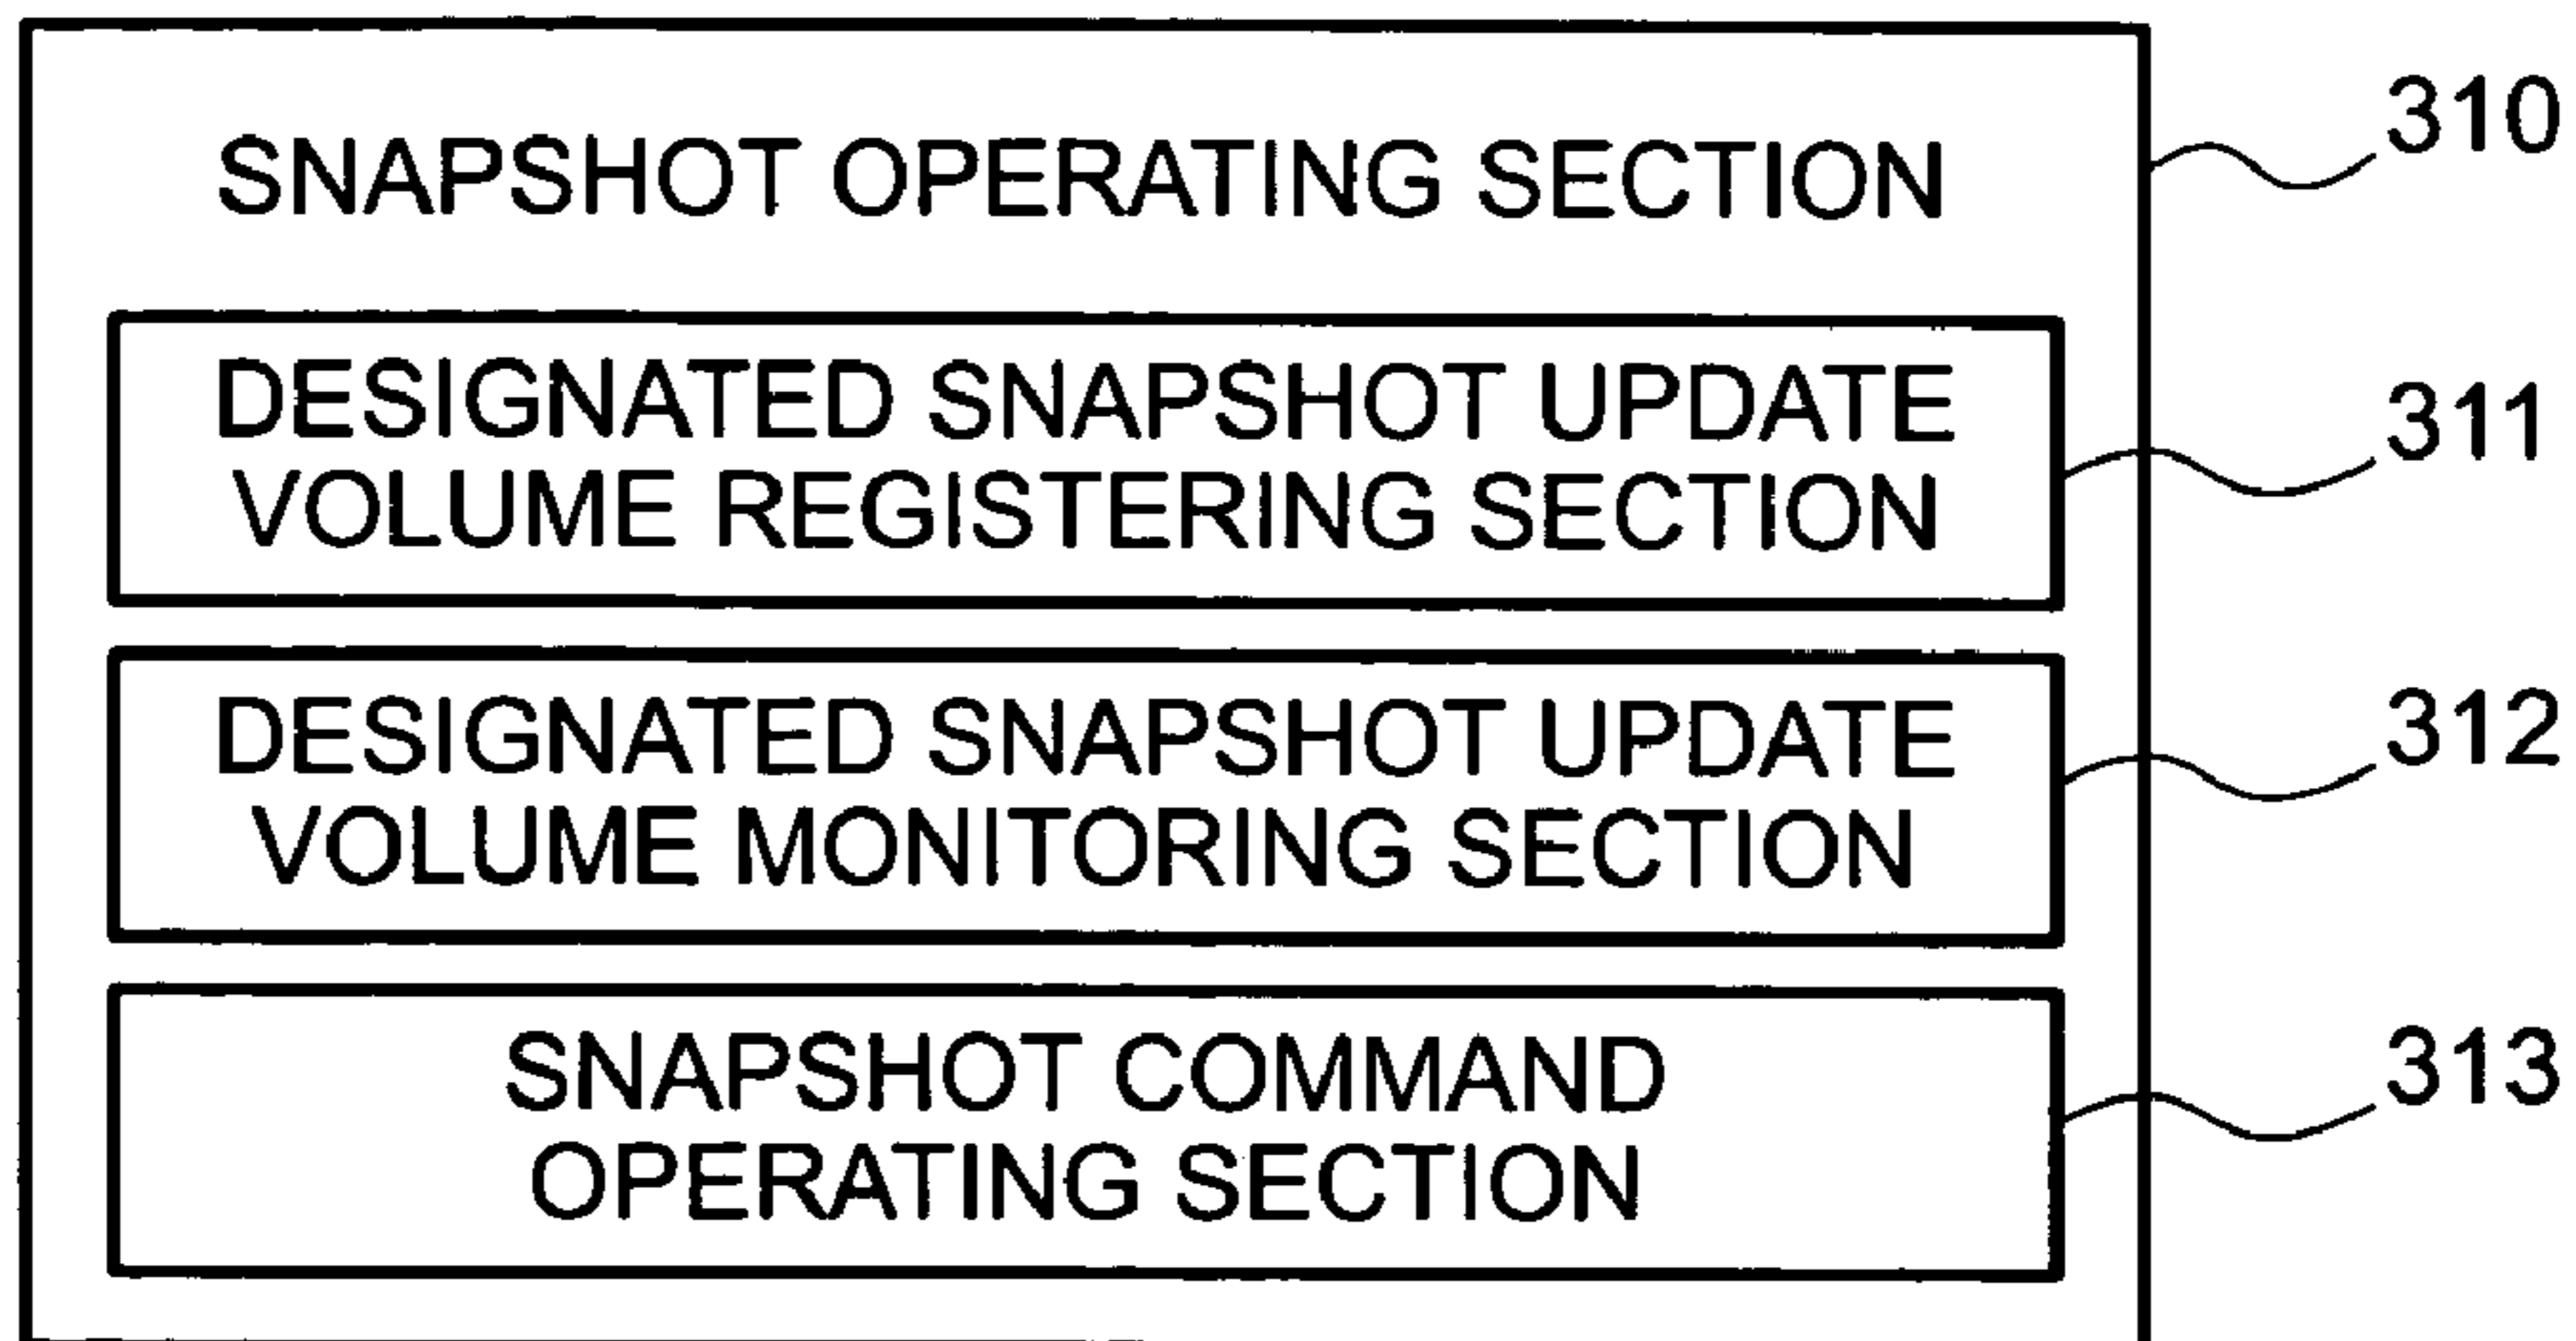 SNAPSHOT OPERATING SECTION
310
DESIGNATED SNAPSHOT UPDATE
VOLUME REGISTERING SECTION
311
DESIGNATED SNAPSHOT UPDATE
VOLUME MONITORING SECTION
312
SNAPSHOT COMMAND
OPERATING SECTION
313